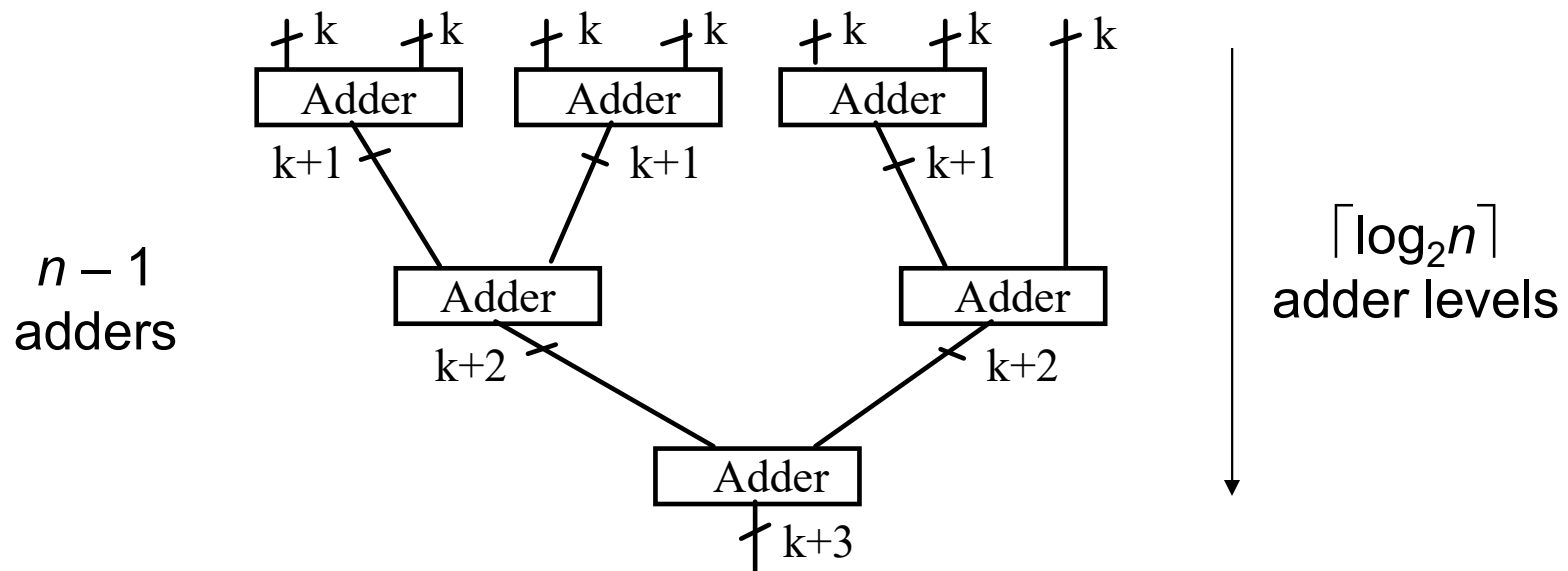 k k k k k k k
Adder Adder Adder
k+1 k+1 k+1
n – 1
adders
⌈log₂n⌉
adder levels
Adder Adder
k+2 k+2
Adder
k+3